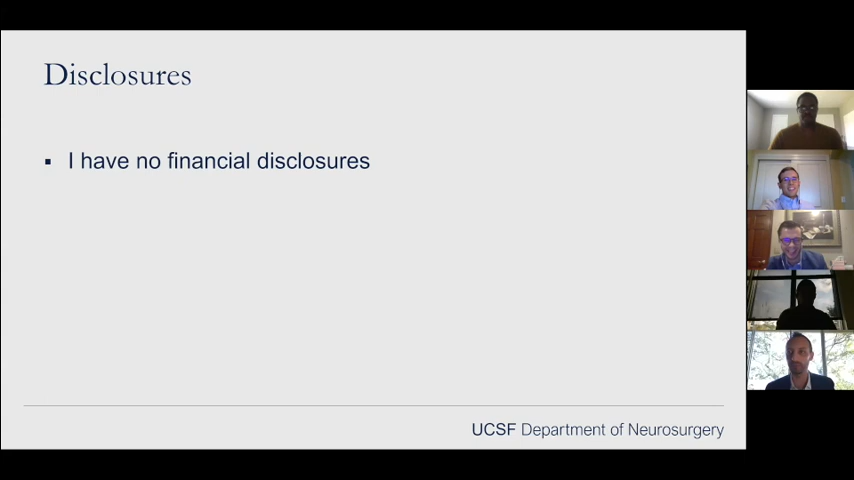 Disclosures
▪ I have no financial disclosures
UCSF Department of Neurosurgery